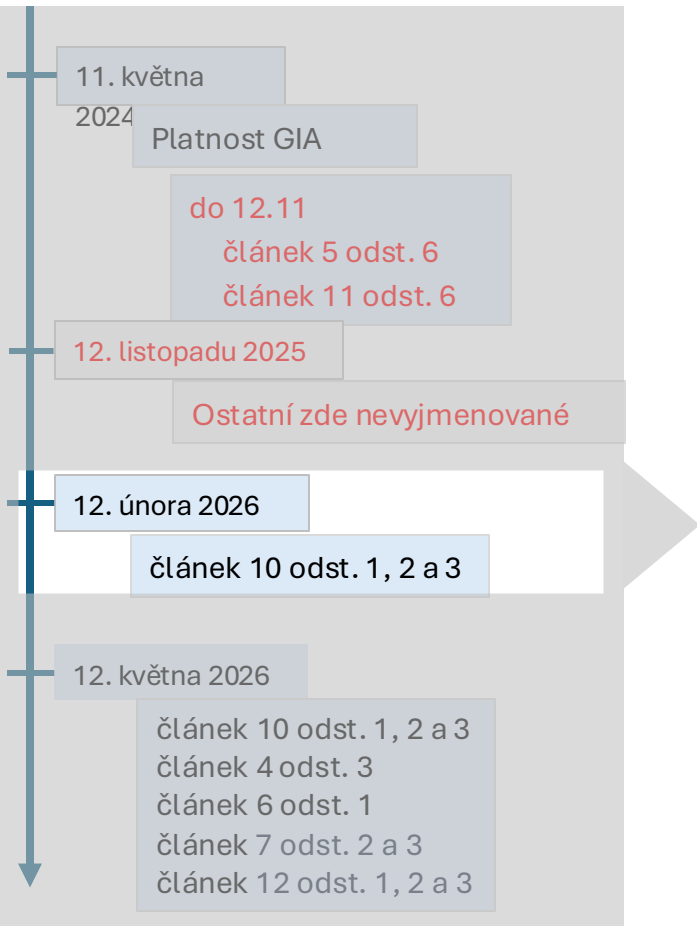 11. května
2024
Platnost GIA
do 12.11
článek 5 odst. 6
článek 11 odst. 6
12. listopadu 2025
Ostatní zde nevyjmenované
12. února 2026
článek 10 odst. 1, 2 a 3
12. května 2026
článek 10 odst. 1, 2 a 3
článek 4 odst. 3
článek 6 odst. 1
článek 7 odst. 2 a 3
článek 12 odst. 1, 2 a 3